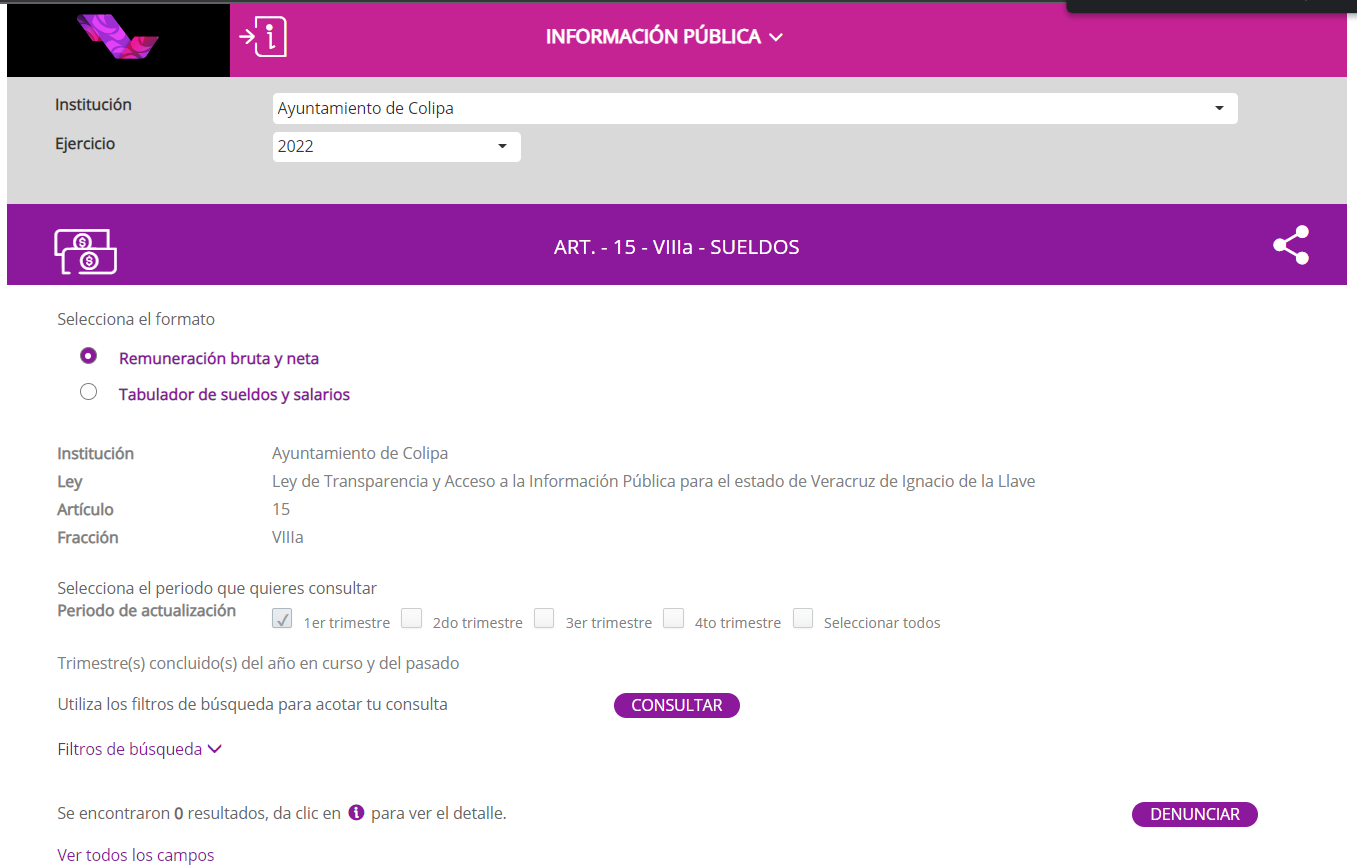 INFORMACIÓN PÚBLICA
Institución Ayuntamiento de Colipa
Ejercicio 2022
ART. - 15 - VIIIa - SUELDOS
Selecciona el formato
Remuneración bruta y neta
Tabulador de sueldos y salarios
Institución Ayuntamiento de Colipa
Ley Ley de Transparencia y Acceso a la Información Pública para el estado de Veracruz de Ignacio de la Llave
Artículo 15
Fracción VIIIa
Selecciona el periodo que quieres consultar
Periodo de actualización 1er trimestre 2do trimestre 3er trimestre 4to trimestre Seleccionar todos
Trimestre(s) concluido(s) del año en curso y del pasado
Utiliza los filtros de búsqueda para acotar tu consulta CONSULTAR
Filtros de búsqueda
Se encontraron 0 resultados, da clic en i para ver el detalle. DENUNCIAR
Ver todos los campos